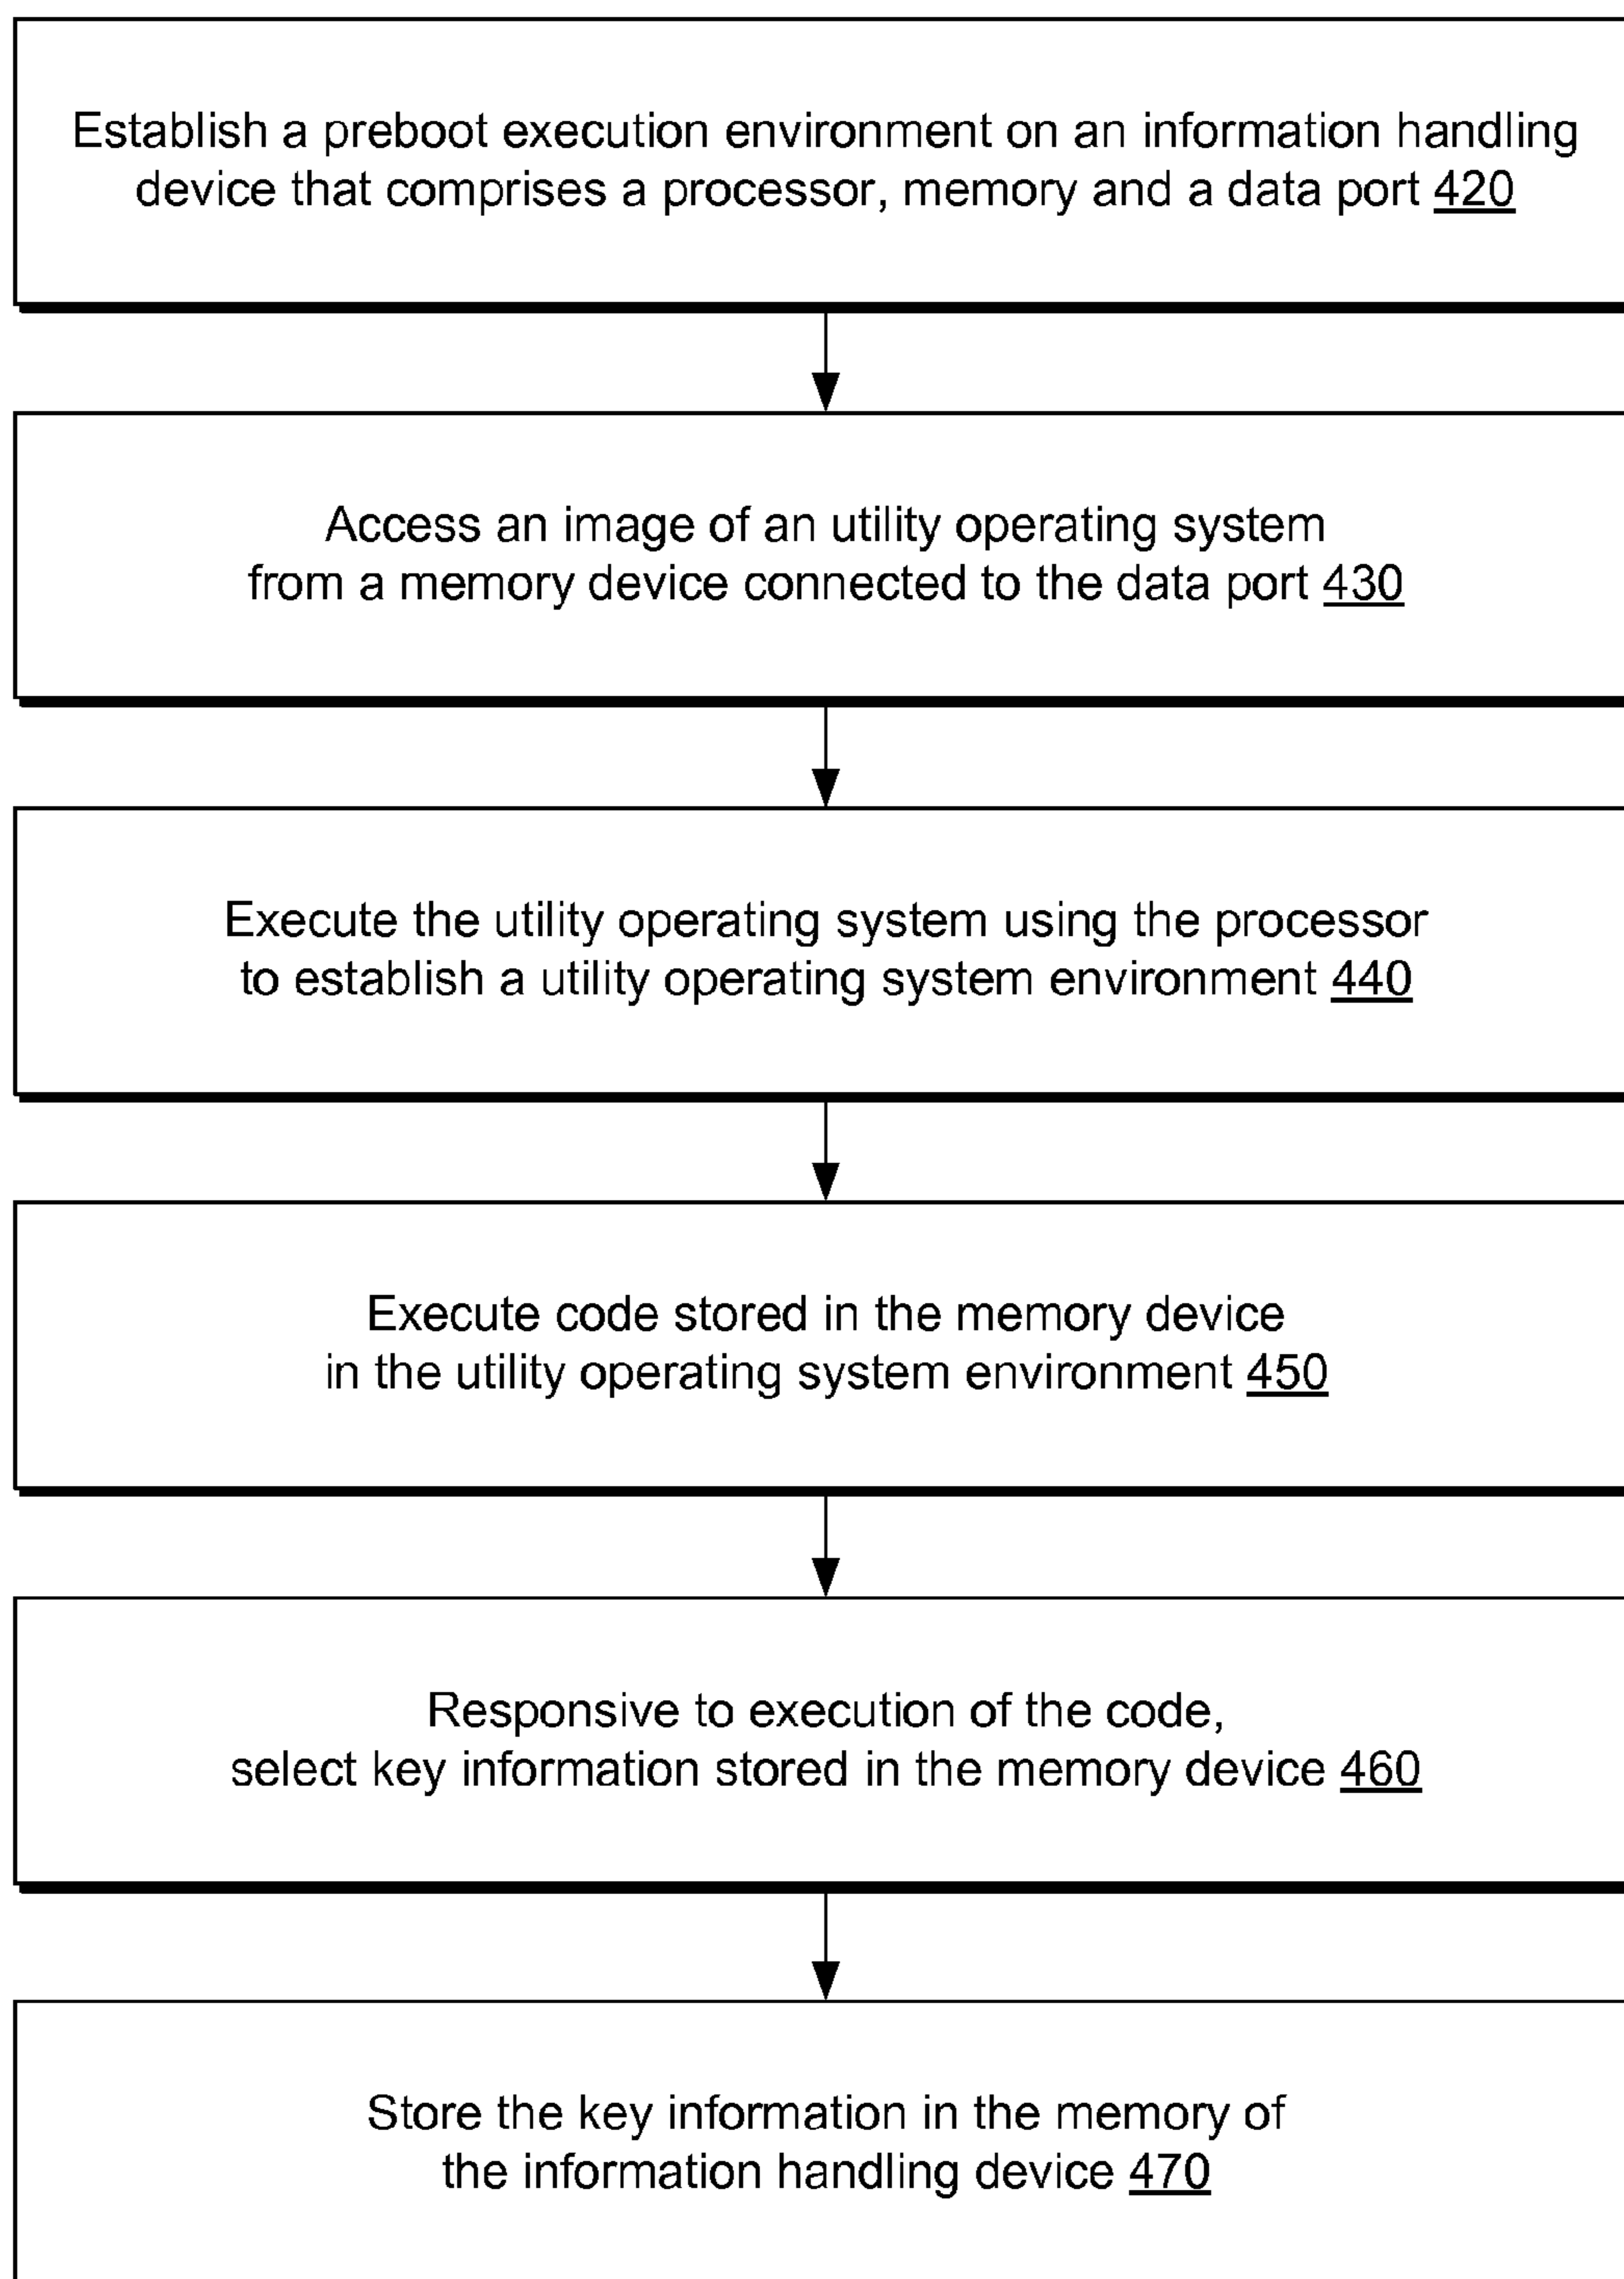 Establish a preboot execution environment on an information handling
device that comprises a processor, memory and a data port 420
Access an image of an utility operating system
from a memory device connected to the data port 430
Execute the utility operating system using the processor
to establish a utility operating system environment 440
Execute code stored in the memory device
in the utility operating system environment 450
Responsive to execution of the code,
select key information stored in the memory device 460
Store the key information in the memory of
the information handling device 470